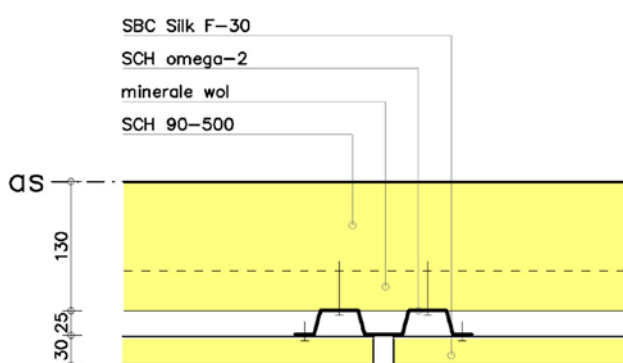 SBC Silk F-30
SCH omega-2
minerale wol
SCH 90-500
as
130
25
30